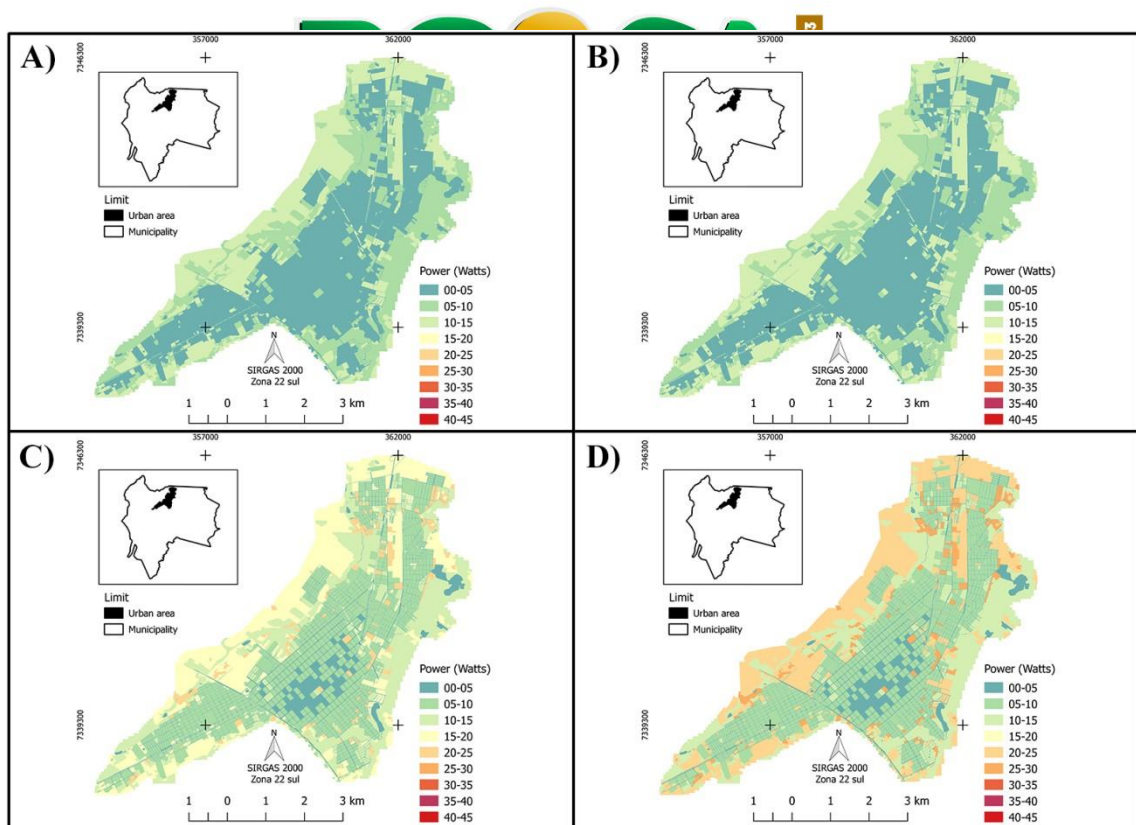 A)
357000
362000
7346300
7339300
Limit
Urban area
Municipality
Power (Watts)
00-05
05-10
10-15
15-20
20-25
25-30
30-35
35-40
40-45
N
SIRGAS 2000
Zona 22 sul
1 0 1 2 3 km
B)
357000
362000
7346300
7339300
Limit
Urban area
Municipality
Power (Watts)
00-05
05-10
10-15
15-20
20-25
25-30
30-35
35-40
40-45
N
SIRGAS 2000
Zona 22 sul
1 0 1 2 3 km
C)
357000
362000
7346300
7339300
Limit
Urban area
Municipality
Power (Watts)
00-05
05-10
10-15
15-20
20-25
25-30
30-35
35-40
40-45
N
SIRGAS 2000
Zona 22 sul
1 0 1 2 3 km
D)
357000
362000
7346300
7339300
Limit
Urban area
Municipality
Power (Watts)
00-05
05-10
10-15
15-20
20-25
25-30
30-35
35-40
40-45
N
SIRGAS 2000
Zona 22 sul
1 0 1 2 3 km